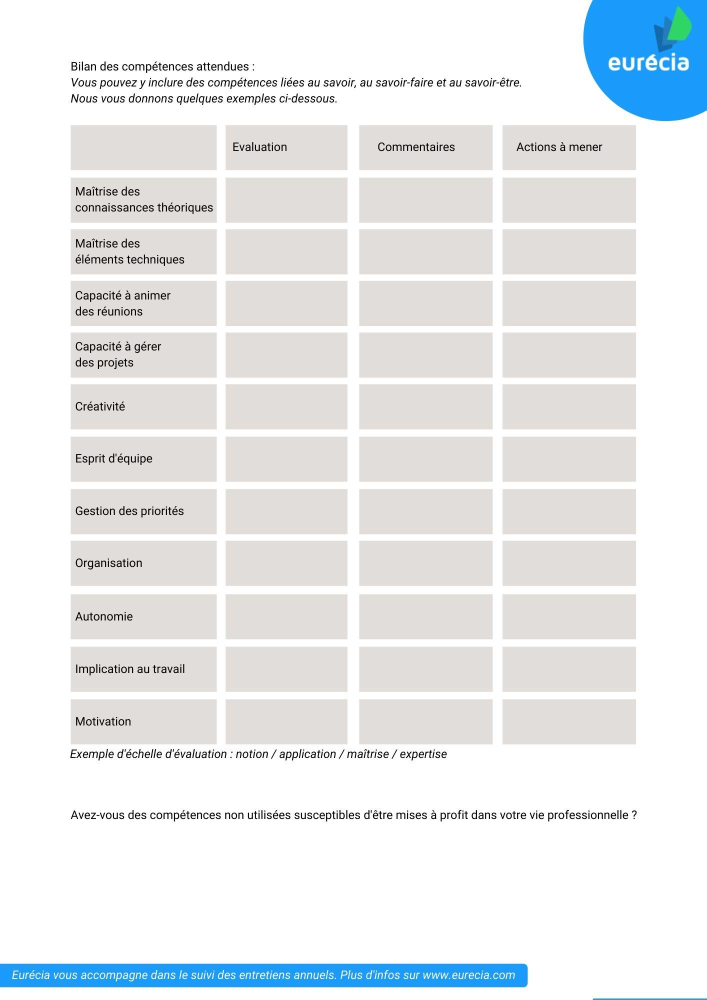 eurécia
Bilan des compétences attendues :
Vous pouvez y inclure des compétences liées au savoir, au savoir-faire et au savoir-être.
Nous vous donnons quelques exemples ci-dessous.
Evaluation
Commentaires
Actions à mener
Maîtrise des
connaissances théoriques
Maîtrise des
éléments techniques
Capacité à animer
des réunions
Capacité à gérer
des projets
Créativité
Esprit d'équipe
Gestion des priorités
Organisation
Autonomie
Implication au travail
Motivation
Exemple d'échelle d'évaluation : notion / application / maîtrise / expertise
Avez-vous des compétences non utilisées susceptibles d'être mises à profit dans votre vie professionnelle ?
Eurécia vous accompagne dans le suivi des entretiens annuels. Plus d'infos sur www.eurecia.com